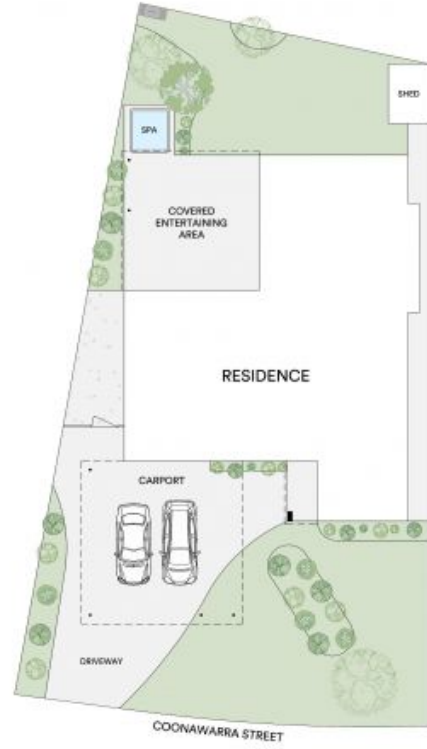 SHED
SPA
COVERED
ENTERTAINING
AREA
RESIDENCE
CARPORT
DRIVEWAY
COONAWARRA STREET